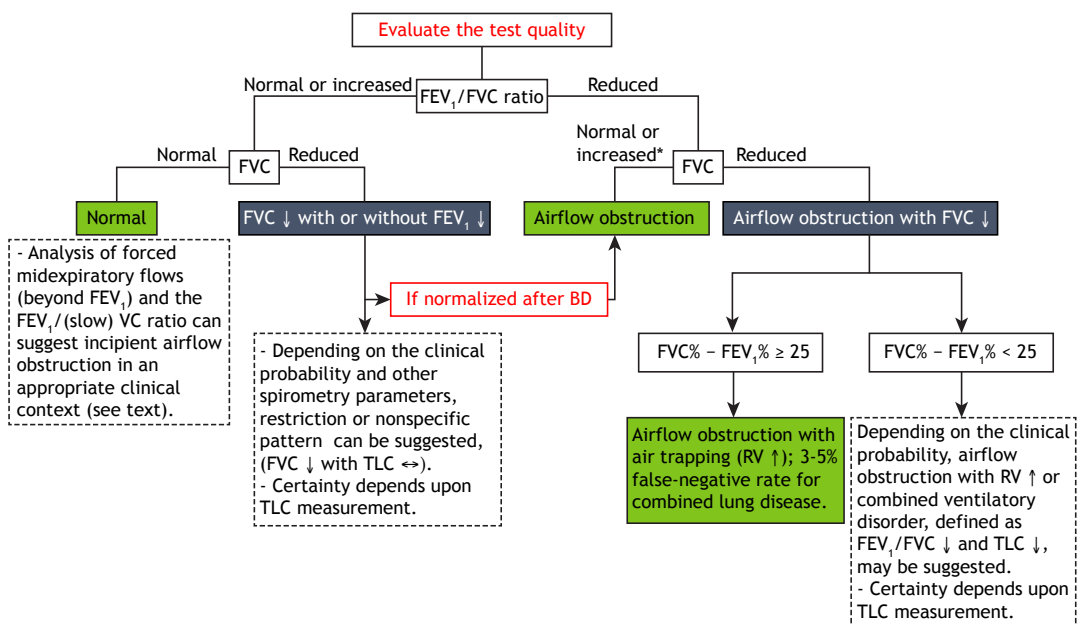 Evaluate the test quality
Normal or increased
FEV₁/FVC ratio
Reduced
Normal
FVC
Reduced
Normal or
increased*
FVC
Reduced
Normal
FVC ↓ with or without FEV₁ ↓
Airflow obstruction
Airflow obstruction with FVC ↓
- Analysis of forced
midexpiratory flows
(beyond FEV₁) and the
FEV₁/(slow) VC ratio can
suggest incipient airflow
obstruction in an
appropriate clinical
context (see text).
If normalized after BD
- Depending on the clinical
probability and other
spirometry parameters,
restriction or nonspecific
pattern can be suggested,
(FVC ↓ with TLC ↔).
- Certainty depends upon
TLC measurement.
FVC% − FEV₁% ≥ 25
FVC% − FEV₁% < 25
Airflow obstruction with
air trapping (RV ↑); 3-5%
false-negative rate for
combined lung disease.
Depending on the clinical
probability, airflow
obstruction with RV ↑ or
combined ventilatory
disorder, defined as
FEV₁/FVC ↓ and TLC ↓,
may be suggested.
- Certainty depends upon
TLC measurement.